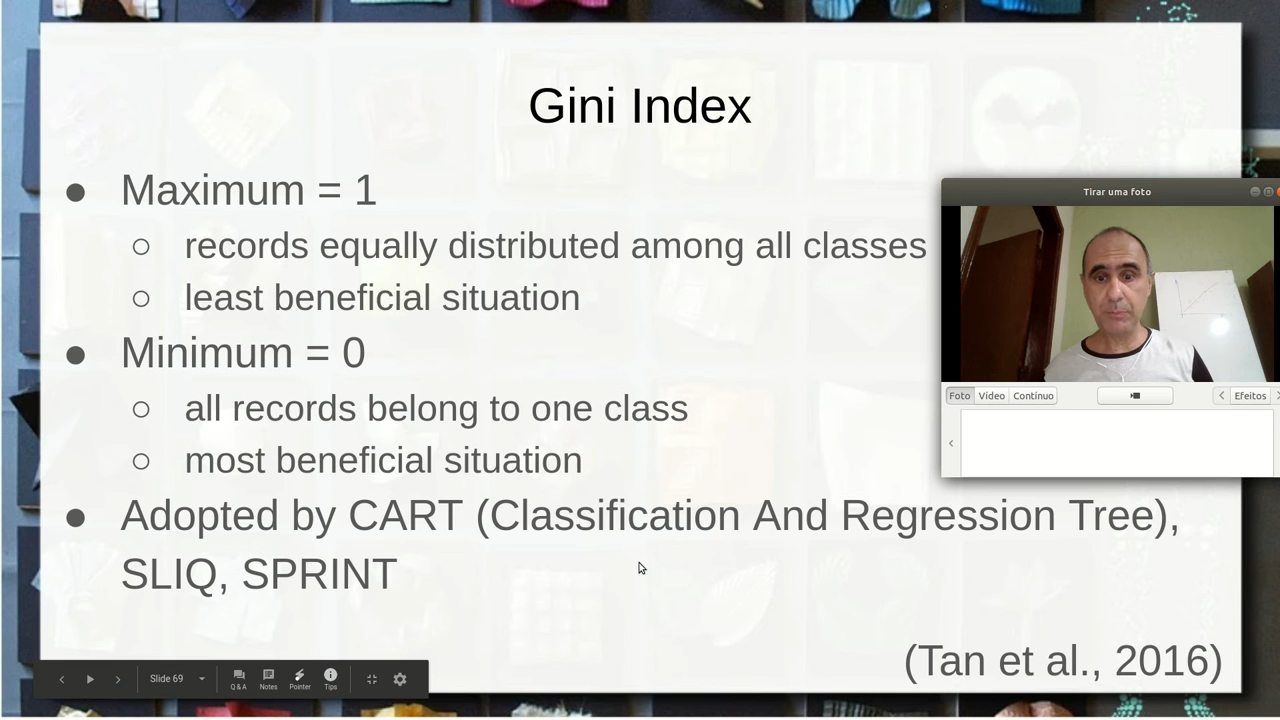 Gini Index
● Maximum = 1
○ records equally distributed among all classes
○ least beneficial situation
● Minimum = 0
○ all records belong to one class
○ most beneficial situation
● Adopted by CART (Classification And Regression Tree),
SLIQ, SPRINT
(Tan et al., 2016)
Tirar uma foto
Foto Vídeo Contínuo Efeitos
Slide 69 Q & A Notes Pointer Tips